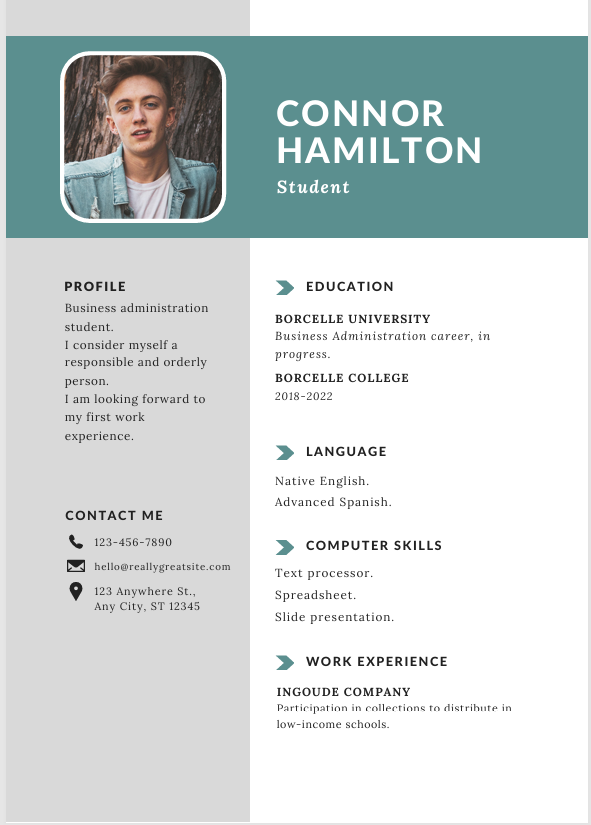 CONNOR
HAMILTON
Student
PROFILE
Business administration
student.
I consider myself a
responsible and orderly
person.
I am looking forward to
my first work
experience.
CONTACT ME
123-456-7890
hello@reallygreatsite.com
123 Anywhere St.,
Any City, ST 12345
EDUCATION
BORCELLE UNIVERSITY
Business Administration career, in
progress.
BORCELLE COLLEGE
2018-2022
LANGUAGE
Native English.
Advanced Spanish.
COMPUTER SKILLS
Text processor.
Spreadsheet.
Slide presentation.
WORK EXPERIENCE
INGOUDE COMPANY
Participation in collections to distribute in
low-income schools.